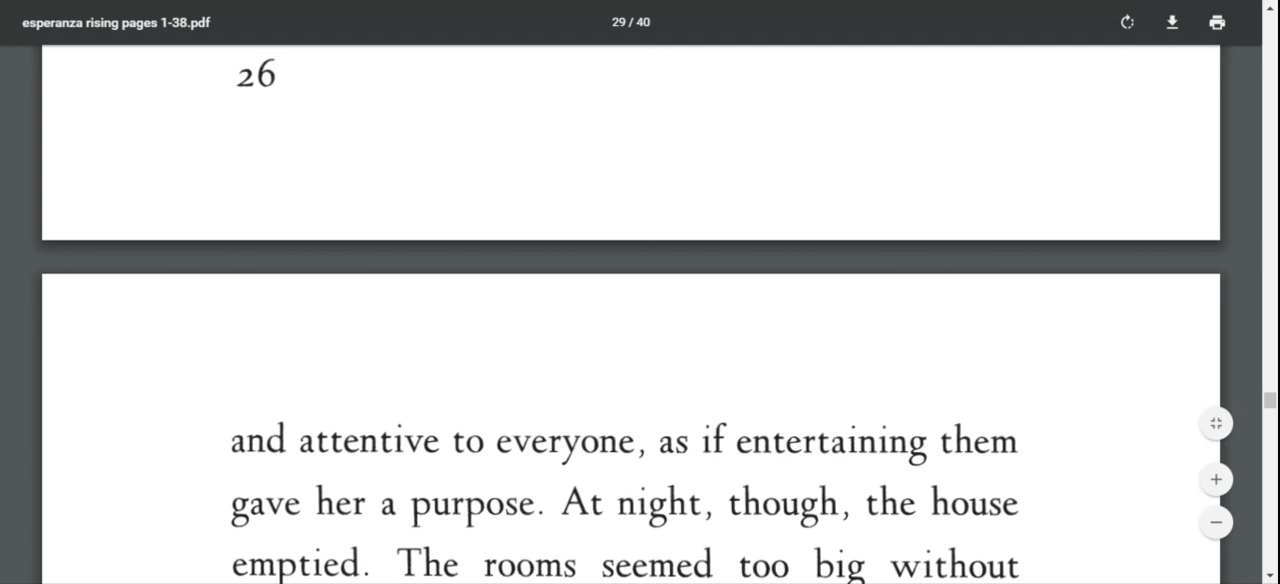 esperanza rising pages 1-38.pdf
29 / 40
26
and attentive to everyone, as if entertaining them
gave her a purpose. At night, though, the house
emptied. The rooms seemed too big without